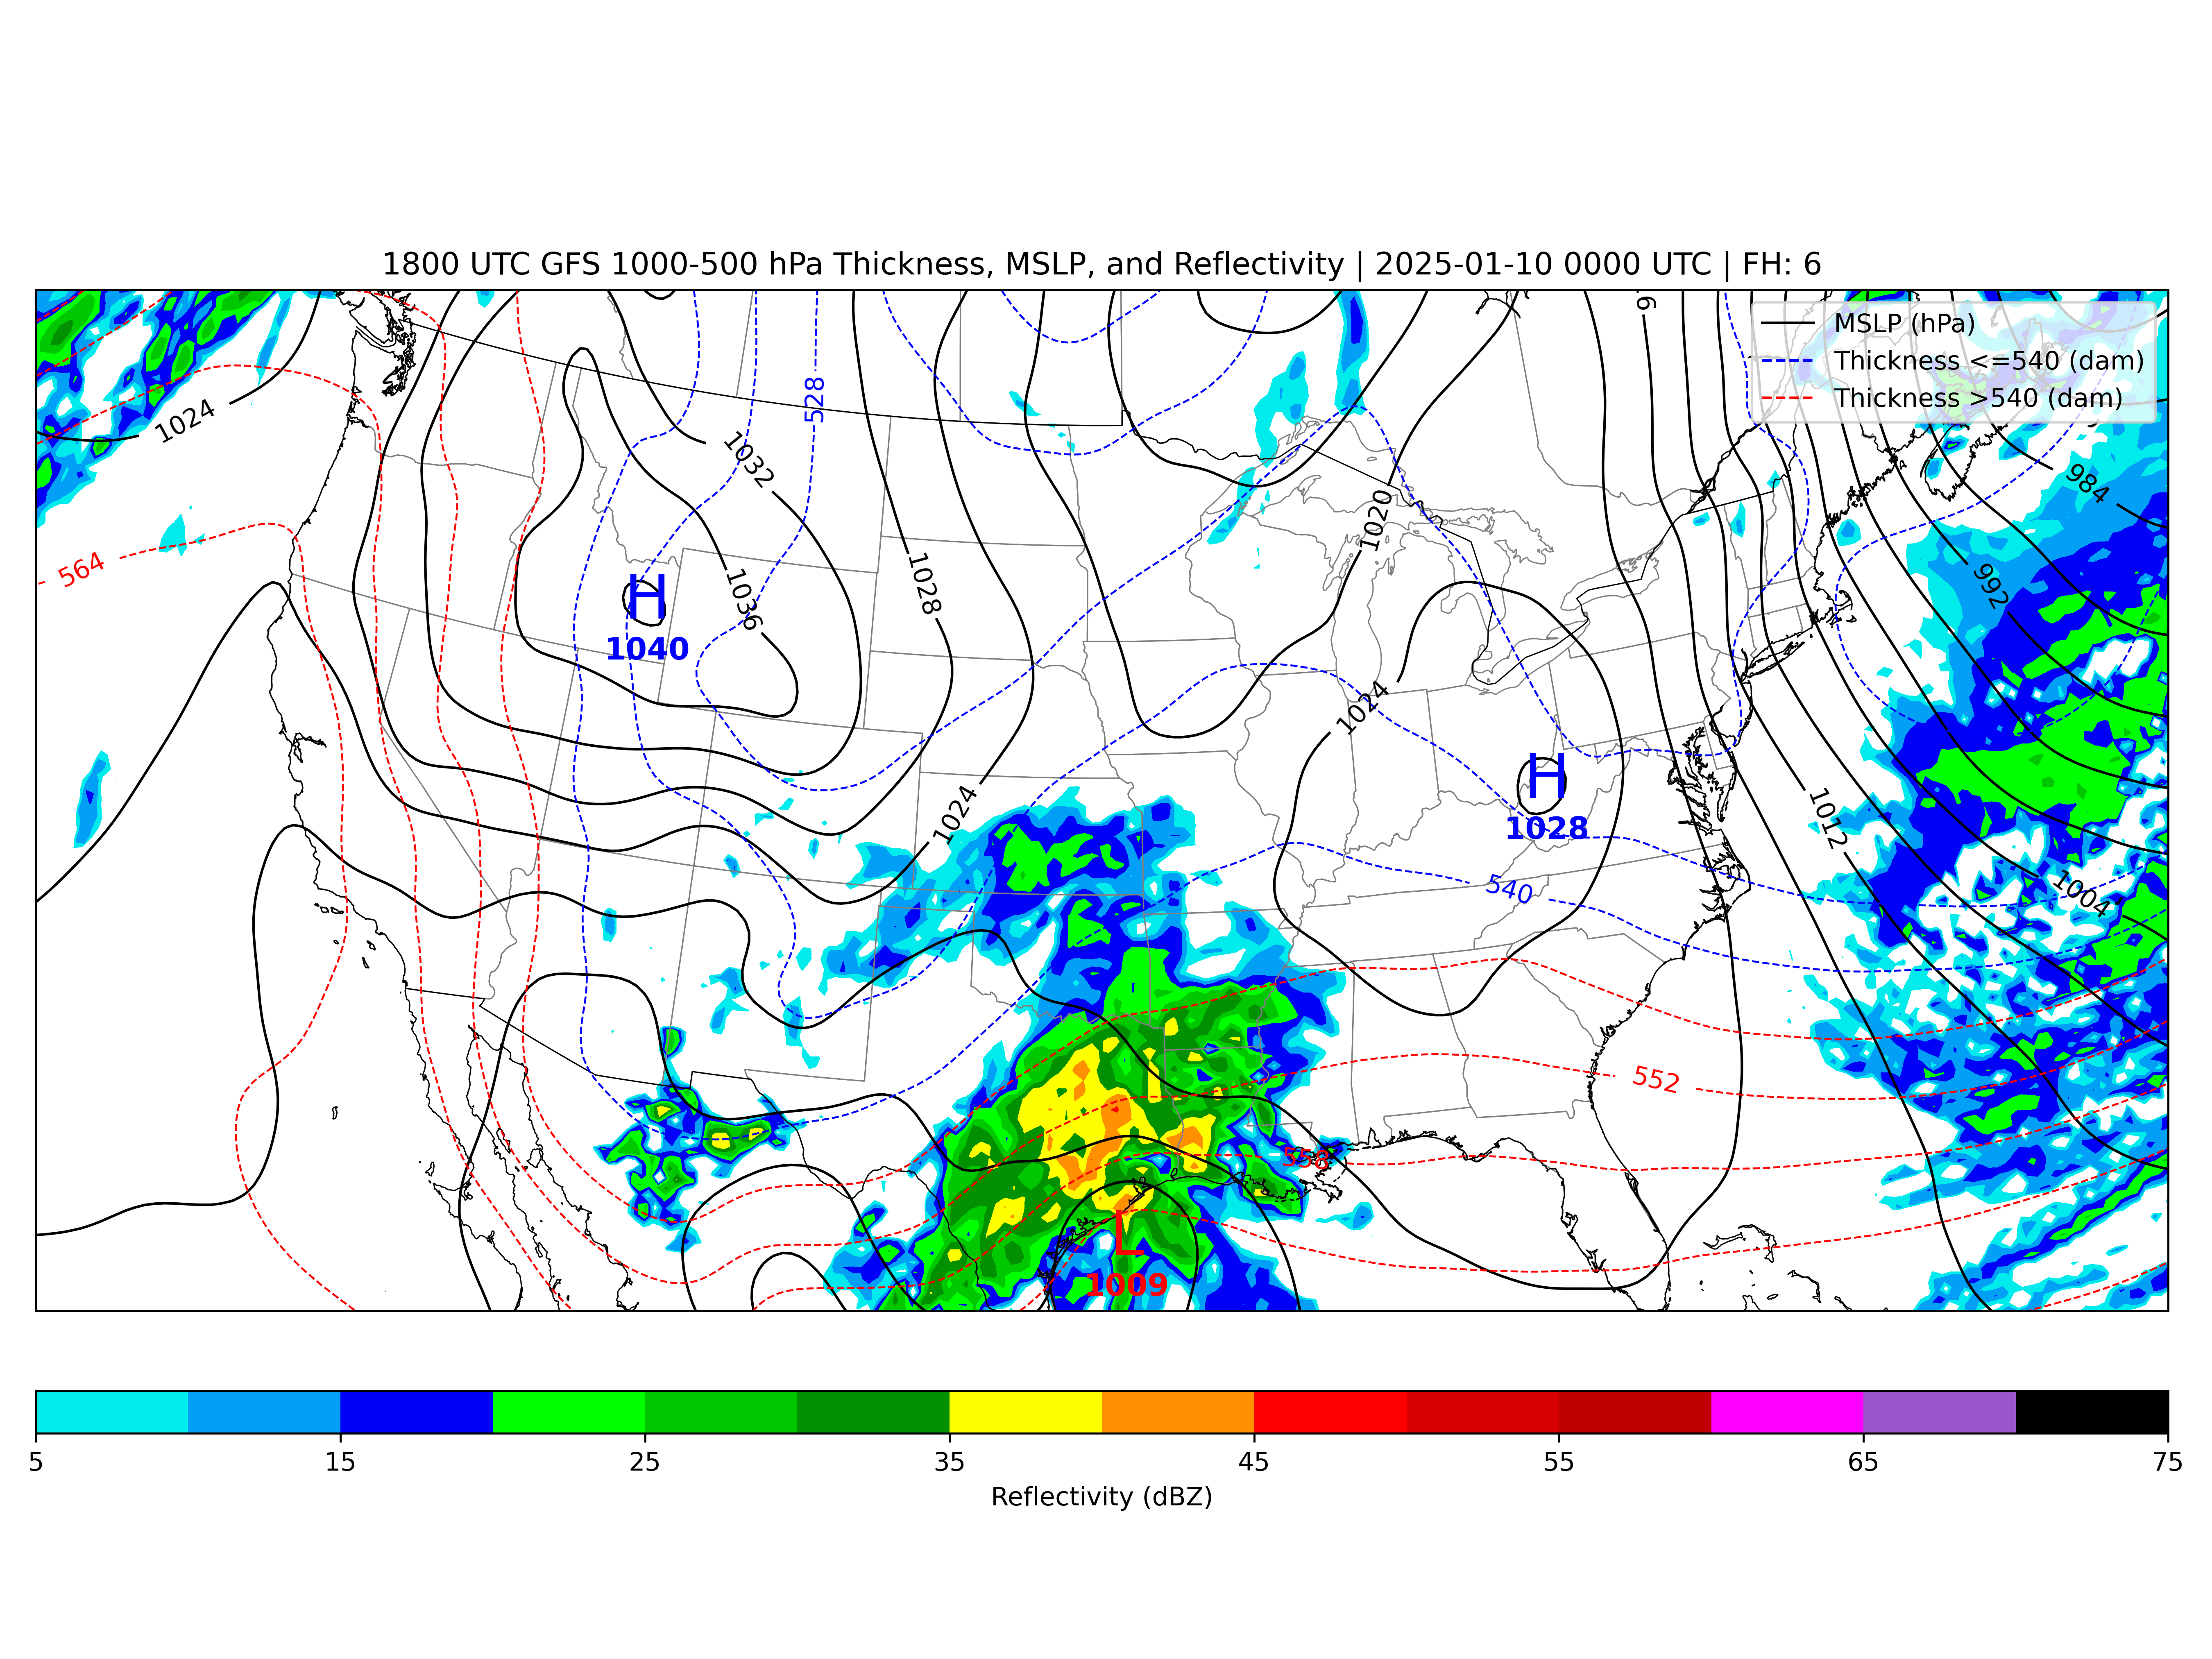 1800 UTC GFS 1000-500 hPa Thickness, MSLP, and Reflectivity | 2025-01-10 0000 UTC | FH: 6
MSLP (hPa)
Thickness <=540 (dam)
Thickness >540 (dam)
6
528
1024
1032
984
1020
564
1028
992
1036
H
1040
1024
H
1028
1024
1012
540
1004
552
558
L
1009
5 15 25 35 45 55 65 75
Reflectivity (dBZ)